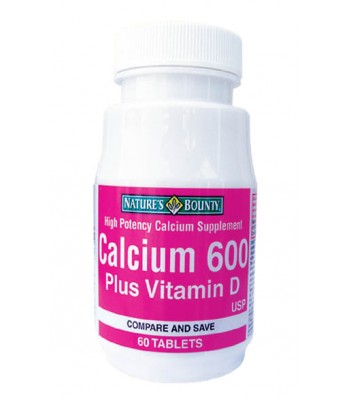 NATURE'S BOUNTY
High Potency Calcium Supplement
Calcium 600
Plus Vitamin D
USP
COMPARE AND SAVE
60 TABLETS